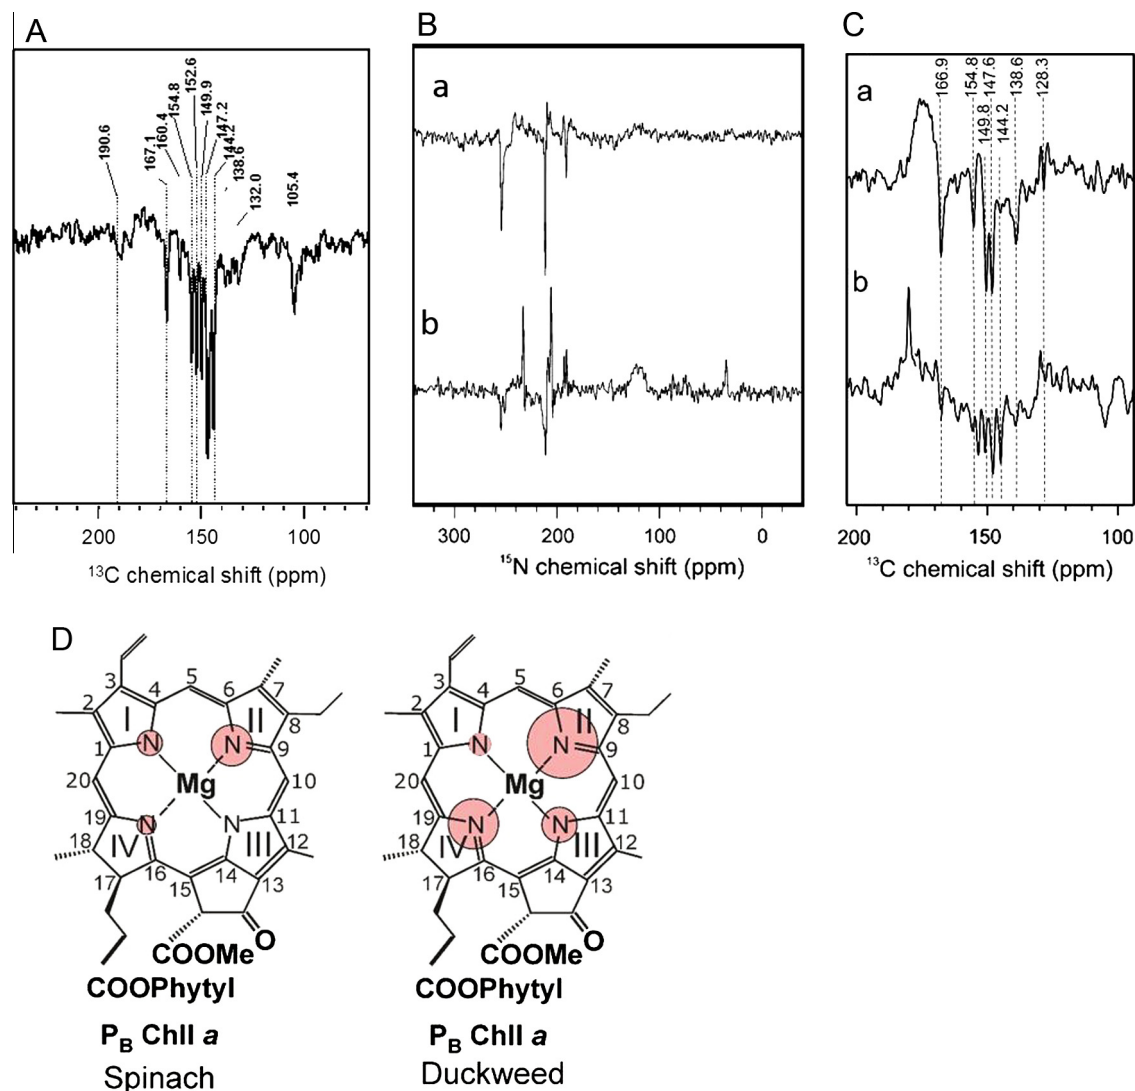 A
B
C
190.6
167.1
160.4
154.8
152.6
149.9
147.2
144.2
138.6
132.0
105.4
200 150 100
13C chemical shift (ppm)
a
b
300 200 100 0
15N chemical shift (ppm)
a
166.9
154.8
149.8
147.6
144.2
138.6
128.3
b
200 150 100
13C chemical shift (ppm)
D
3 4 5 6 7
2 I II 8
N N
1 9
20 Mg 10
19 N N 11
18 IV III 12
17 16 15 14 13
O
COOMe
COOPhytyl
PB Chll a
Spinach
3 4 5 6 7
2 I II 8
N N
1 9
20 Mg 10
19 N N 11
18 IV III 12
17 16 15 14 13
O
COOMe
COOPhytyl
PB Chll a
Duckweed